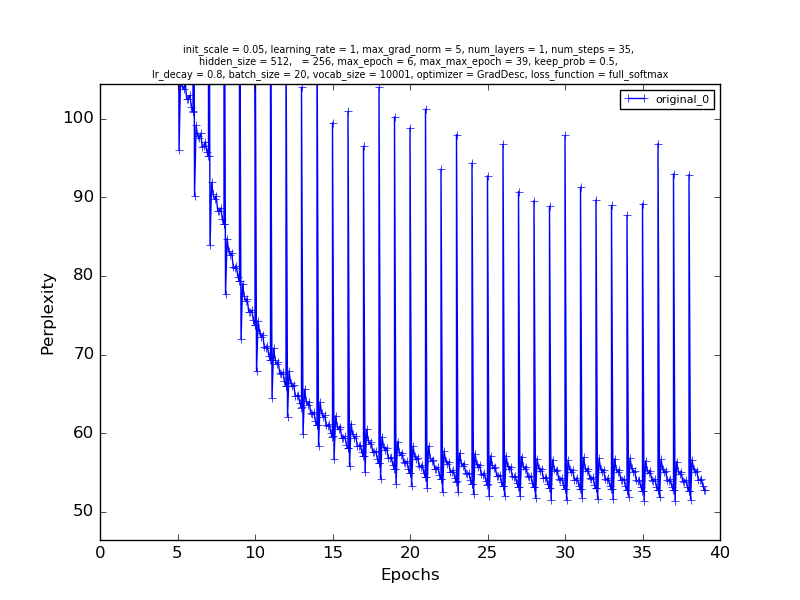 init_scale = 0.05, learning_rate = 1, max_grad_norm = 5, num_layers = 1, num_steps = 35,
hidden_size = 512,   = 256, max_epoch = 6, max_max_epoch = 39, keep_prob = 0.5,
lr_decay = 0.8, batch_size = 20, vocab_size = 10001, optimizer = GradDesc, loss_function = full_softmax
original_0
100
90
80
70
60
50
Perplexity
0 5 10 15 20 25 30 35 40
Epochs